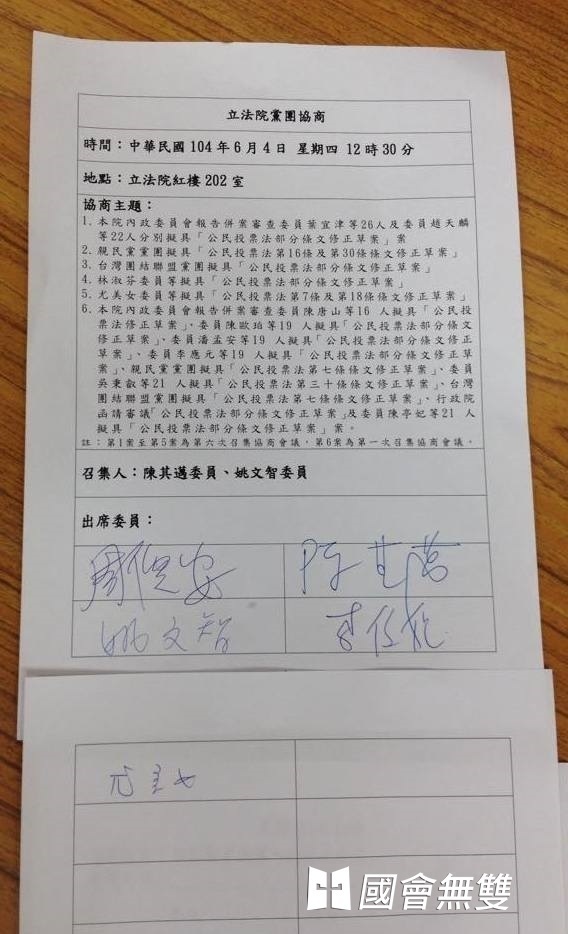 立法院黨團協商
時間：中華民國 104 年 6 月 4 日 星期四 12 時 30 分
地點：立法院紅樓 202 室
協商主題：
1. 本院內政委員會報告併案審查委員葉宜津等26人及委員趙天麟
等22人分別擬具「公民投票法部分條文修正草案」案
2. 親民黨黨團擬具「公民投票法第16條及第30條條文修正草案」
3. 台灣團結聯盟黨團擬具「公民投票法部分條文修正草案」
4. 林淑芬委員等擬具「公民投票法部分條文修正草案」
5. 尤美女委員等擬具「公民投票法第7條及第18條條文修正草案」
6. 本院內政委員會報告併案審查委員陳唐山等16 人擬具「公民投
票法修正草案」、委員陳歐珀等19 人擬具「公民投票法部分條文
修正草案」、委員潘孟安等19 人擬具「公民投票法部分條文修正草
案」、委員李應元等19 人擬具「公民投票法部分條文修正草案
」、親民黨黨團擬具「公民投票法第七條條文修正草案」、委員
吳秉叡等21 人擬具「公民投票法第三十條條文修正草案」、台灣
團結聯盟黨團擬具「公民投票法第七條條文修正草案」、行政院
函請審議「公民投票法部分條文修正草案」及委員陳亭妃等21 人
擬具「公民投票法部分條文修正草案」案。
註：第1案至第5案為第六次召集協商會議，第6案為第一次召集協商會議。
召集人：陳其邁委員、姚文智委員
出席委員：
周倪安 陳其邁
姚文智
尤美女
國會無雙